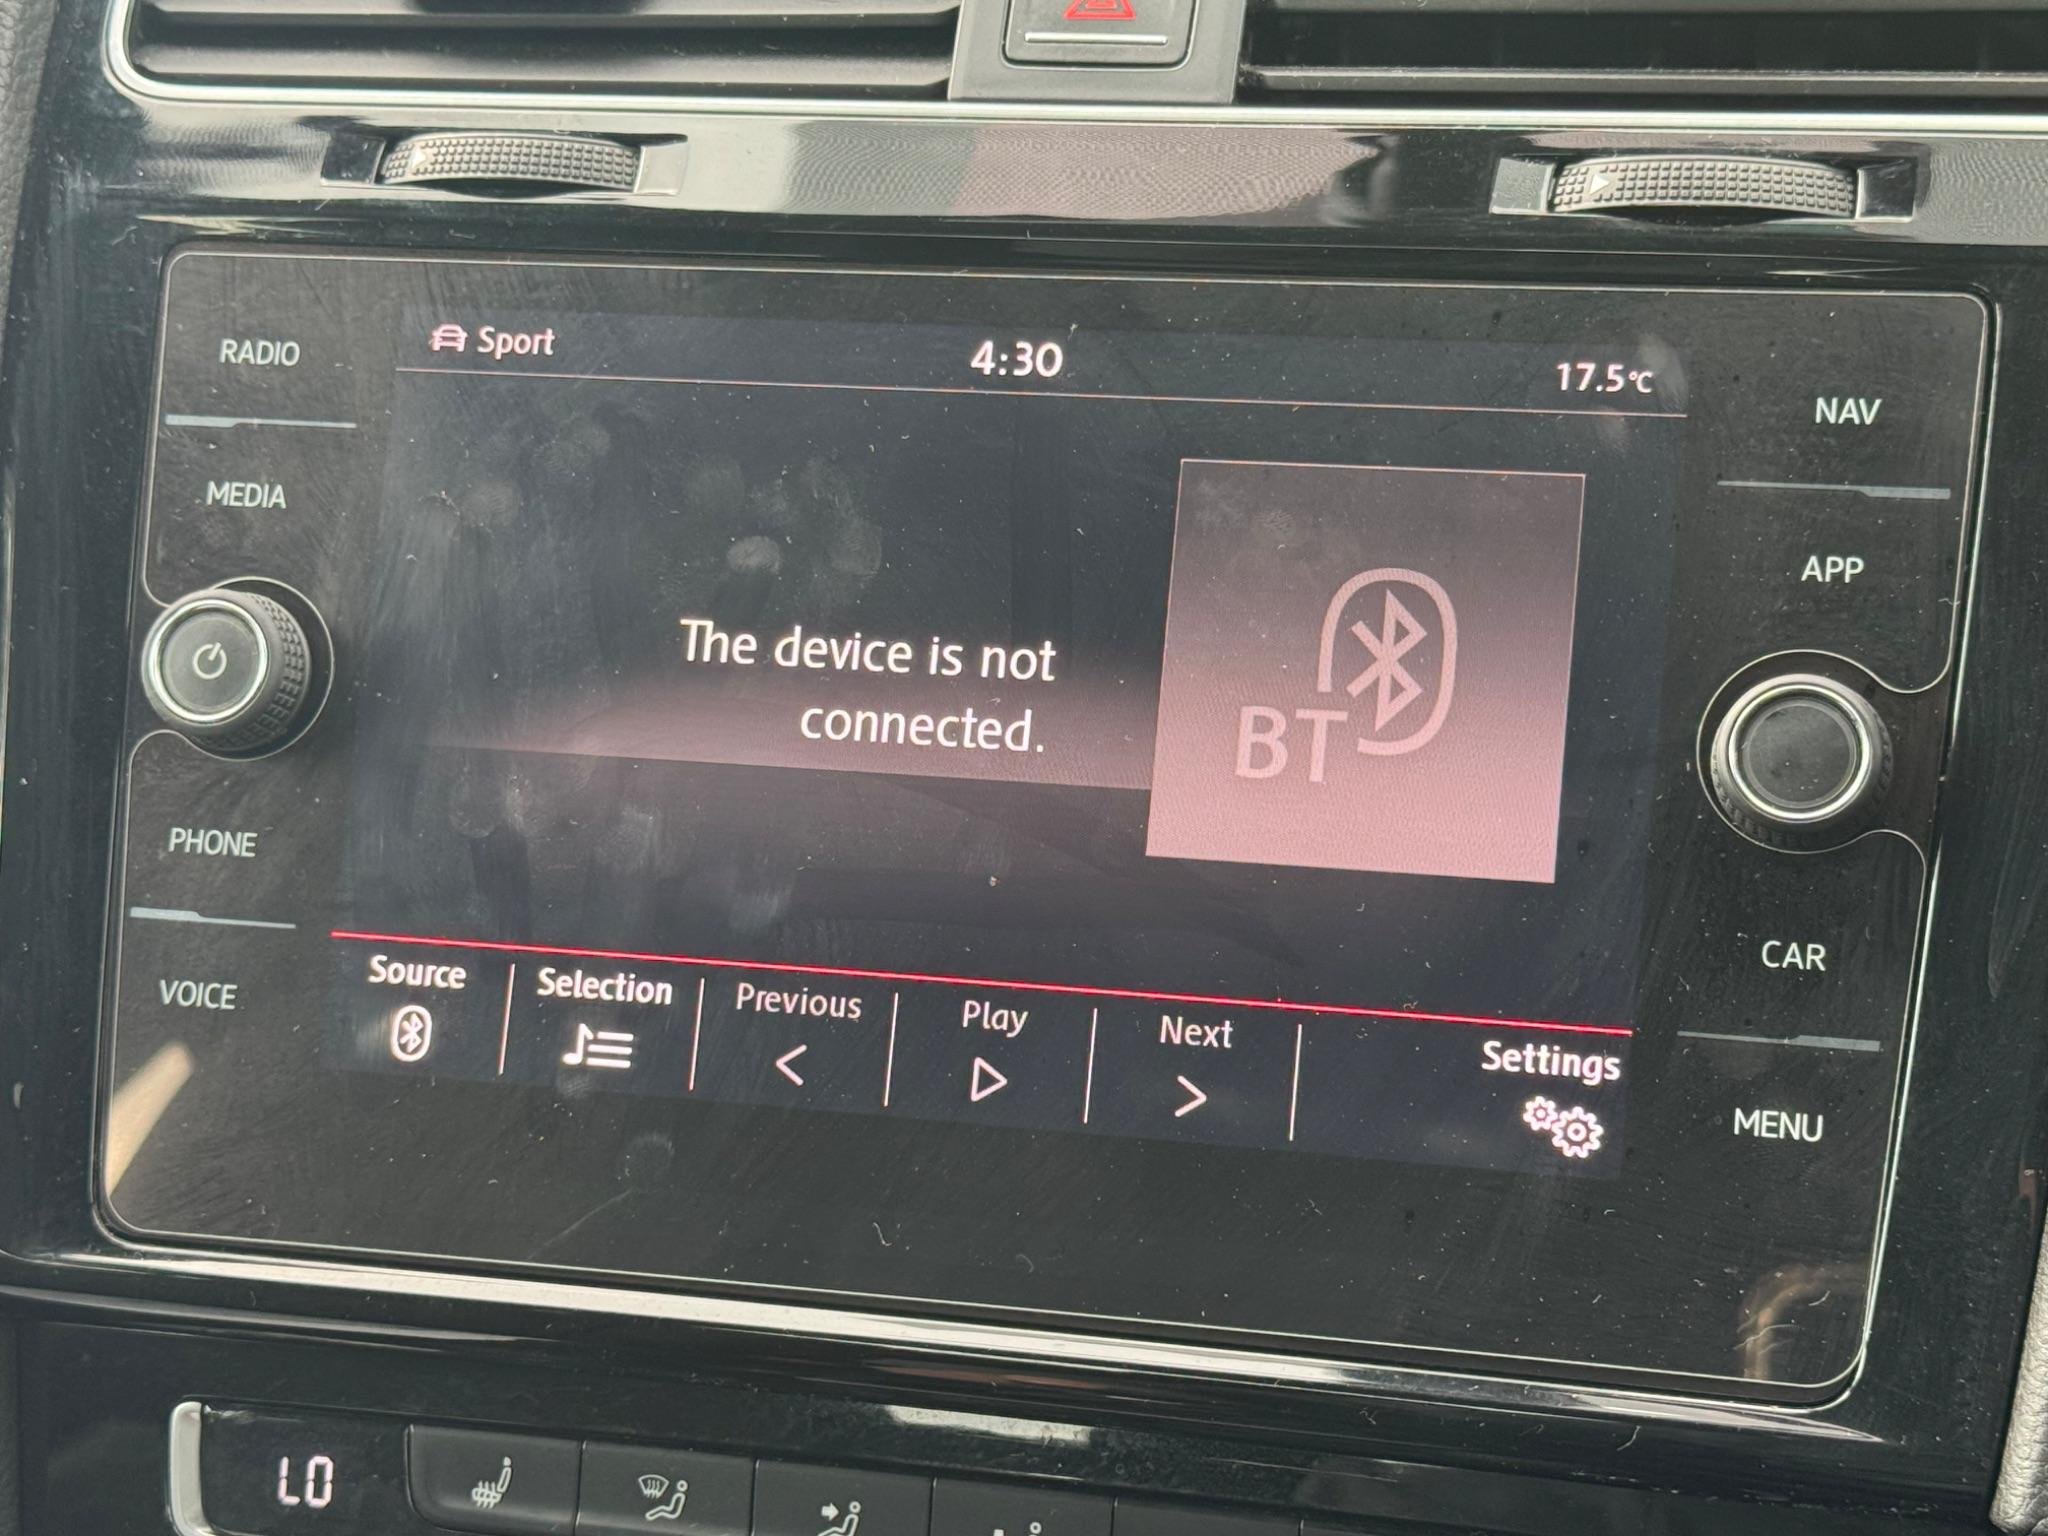 Sport
4:30
17.5°C
RADIO
MEDIA
PHONE
VOICE
NAV
APP
CAR
MENU
The device is not
connected.
BT
Source
Selection
Previous
Play
Next
Settings
LO